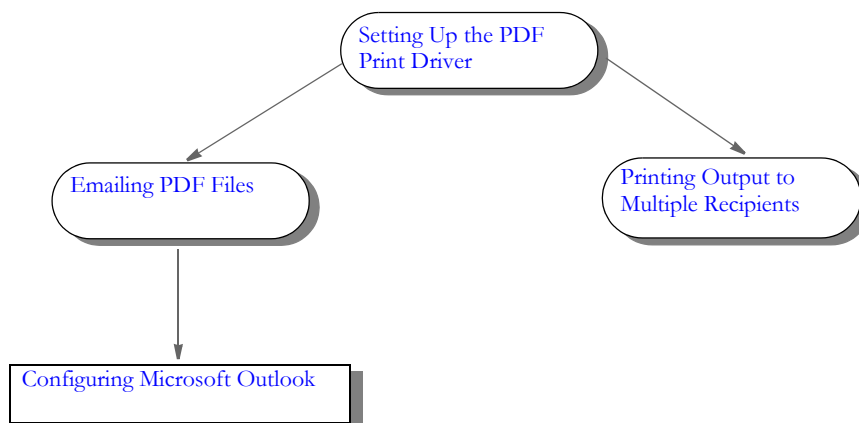 Setting Up the PDF
Print Driver
Emailing PDF Files
Printing Output to
Multiple Recipients
Configuring Microsoft Outlook